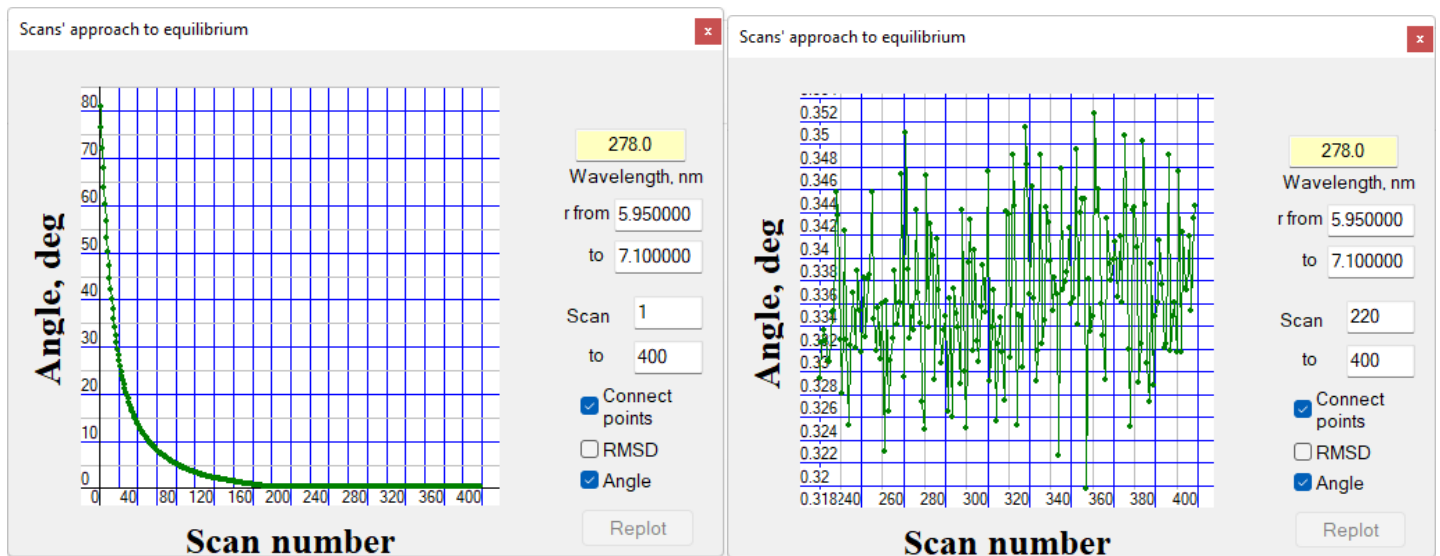 Scans' approach to equilibrium
x
80
70
60
50
40
30
20
10
0
0 40 80 120 160 200 240 280 320 360 400
Angle, deg
Scan number
278.0
Wavelength, nm
r from 5.950000
to 7.100000
Scan 1
to 400
Connect
points
RMSD
Angle
Replot
Scans' approach to equilibrium
x
0.352
0.35
0.348
0.346
0.344
0.342
0.34
0.338
0.336
0.334
0.332
0.33
0.328
0.326
0.324
0.322
0.32
0.318 240 260 280 300 320 340 360 380 400
Angle, deg
Scan number
278.0
Wavelength, nm
r from 5.950000
to 7.100000
Scan 220
to 400
Connect
points
RMSD
Angle
Replot